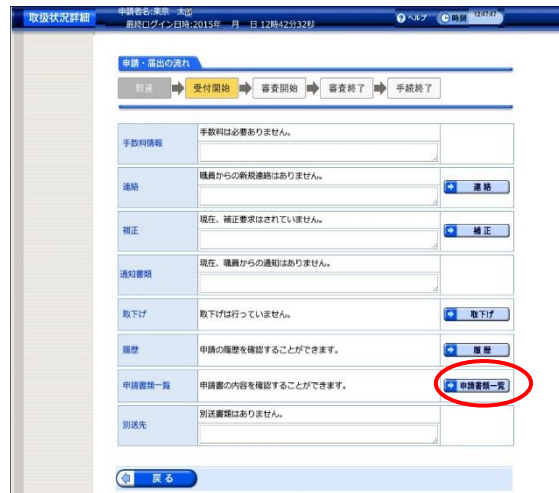 取扱状況詳細
申請者名:東京 太郎
最終ログイン日時:2015年 月 日 12時42分32秒
ヘルプ
時刻
申請・届出の流れ
到達
受付開始
審査開始
審査終了
手続終了
手数料情報
手数料は必要ありません。
連絡
職員からの新規連絡はありません。
連絡
補正
現在、補正要求はされていません。
補正
通知書類
現在、職員からの通知はありません。
取下げ
取下げは行っていません。
取下げ
履歴
申請の履歴を確認することができます。
履歴
申請書類一覧
申請書の内容を確認することができます。
申請書類一覧
別送先
別送書類はありません。
戻る